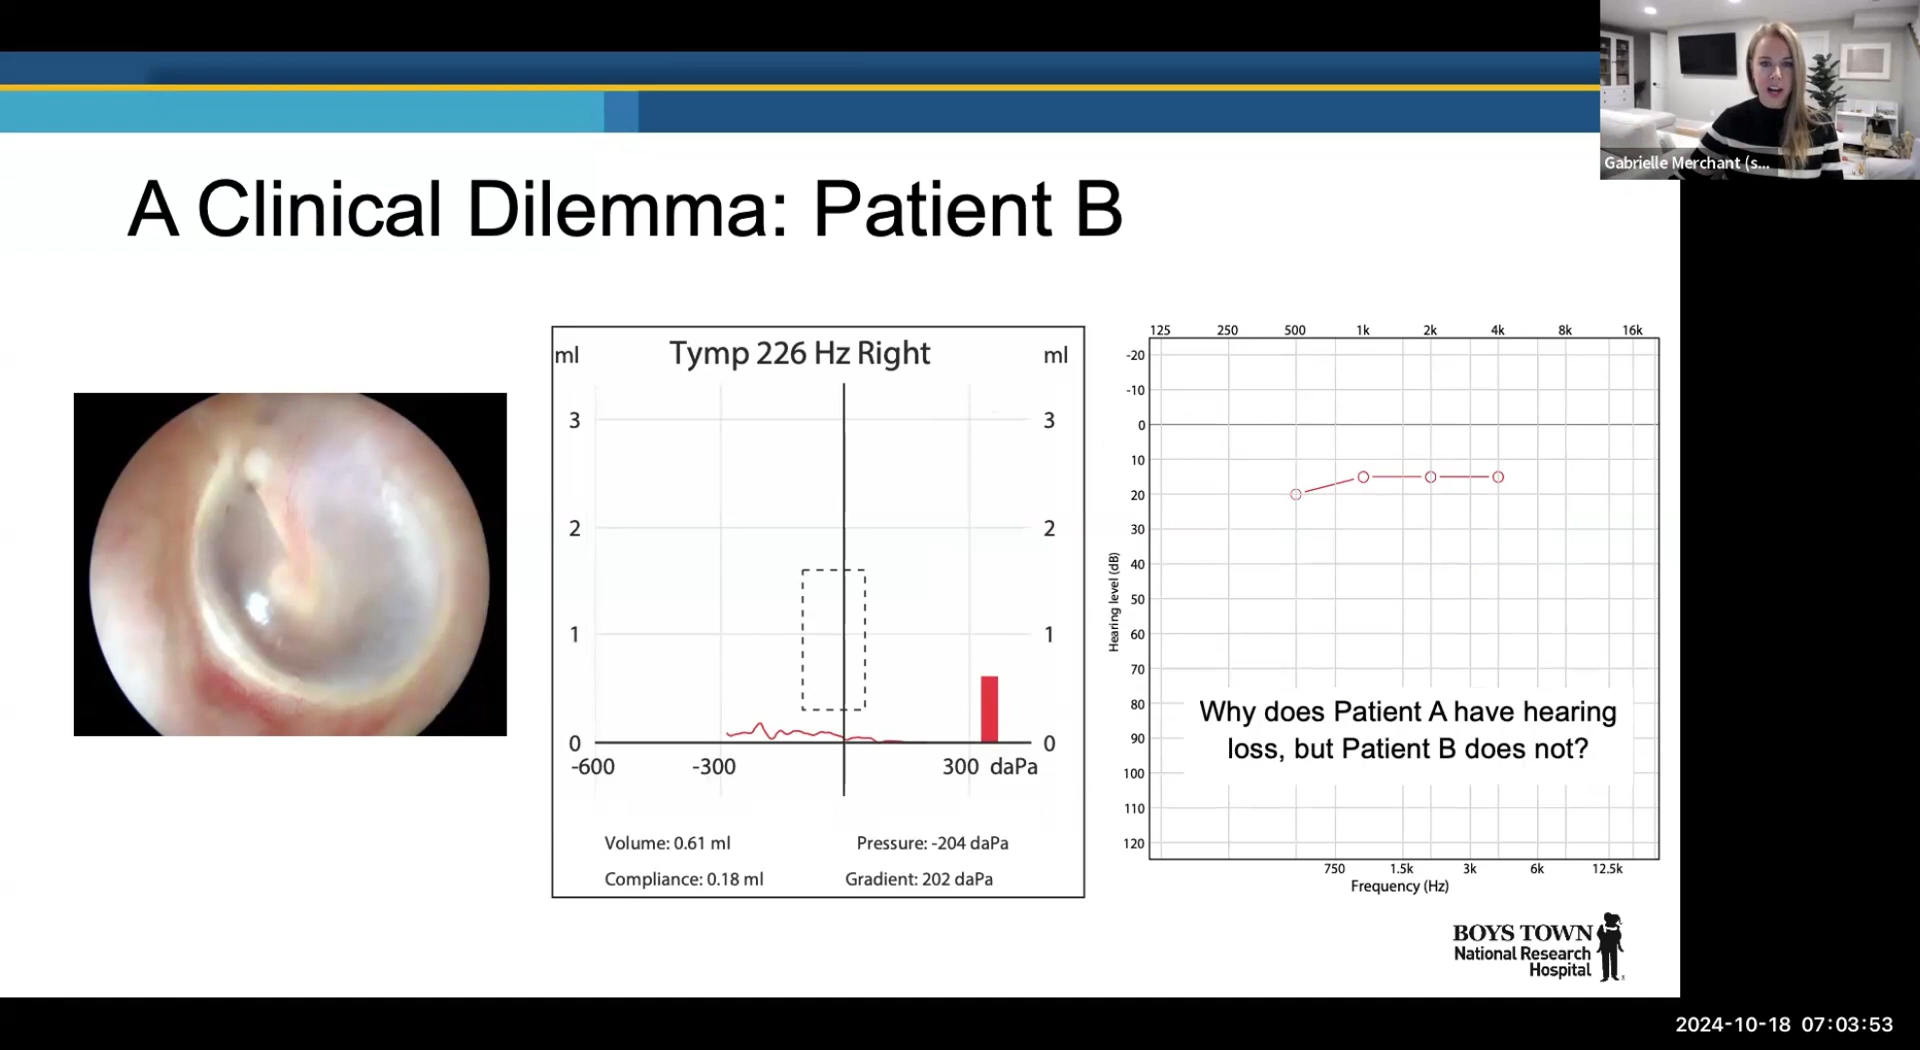 Gabrielle Merchant (s...
A Clinical Dilemma: Patient B
Tymp 226 Hz Right
ml
ml
3
3
2
2
1
1
0
0
-600
-300
300 daPa
Volume: 0.61 ml
Pressure: -204 daPa
Compliance: 0.18 ml
Gradient: 202 daPa
125 250 500 1k 2k 4k 8k 16k
-20
-10
0
10
20
30
40
50
60
70
80
90
100
110
120
Hearing level (dB)
Why does Patient A have hearing
loss, but Patient B does not?
750 1.5k 3k 6k 12.5k
Frequency (Hz)
BOYS TOWN
National Research
Hospital
2024-10-18 07:03:53